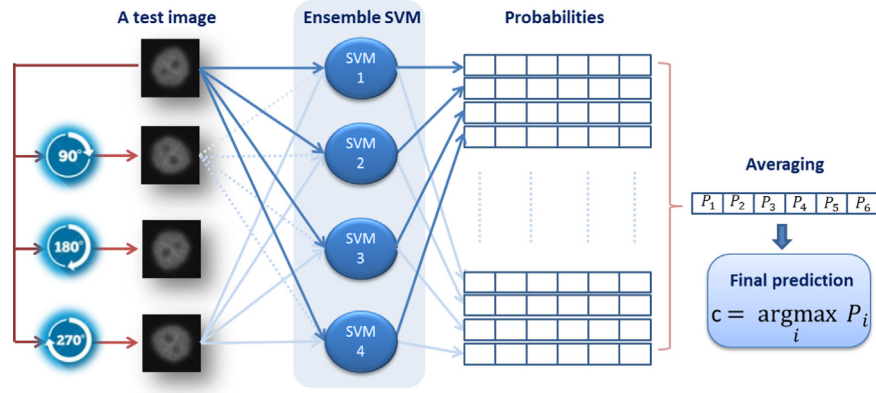 A test image
Ensemble SVM
Probabilities
SVM
1
90°
SVM
2
Averaging
P₁ P₂ P₃ P₄ P₅ P₆
180°
SVM
3
Final prediction
c = argmax Pᵢ
i
270°
SVM
4